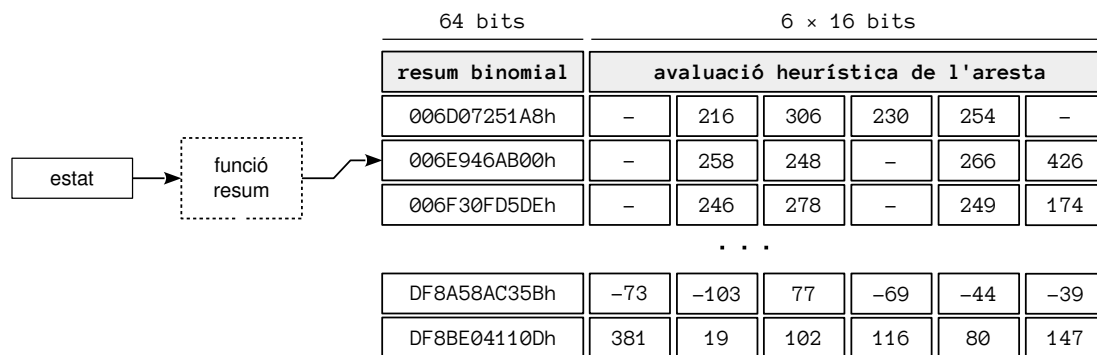 64 bits 6 × 16 bits
resum binomial avaluació heurística de l'aresta
006D07251A8h – 216 306 230 254 –
006E946AB00h – 258 248 – 266 426
006F30FD5DEh – 246 278 – 249 174
estat
funció
resum
. . .
DF8A58AC35Bh –73 –103 77 –69 –44 –39
DF8BE04110Dh 381 19 102 116 80 147